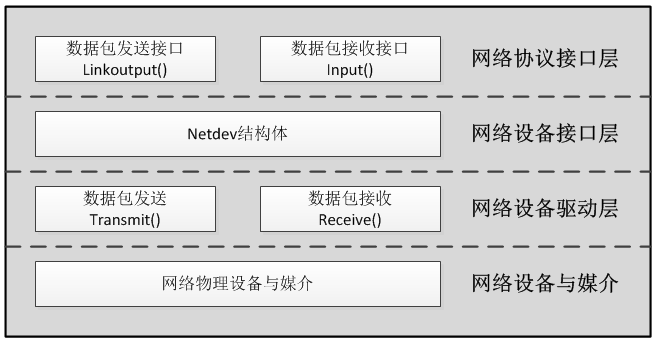 数据包发送接口
Linkoutput()
数据包接收接口
Input()
网络协议接口层
Netdev结构体
网络设备接口层
数据包发送
Transmit()
数据包接收
Receive()
网络设备驱动层
网络物理设备与媒介
网络设备与媒介